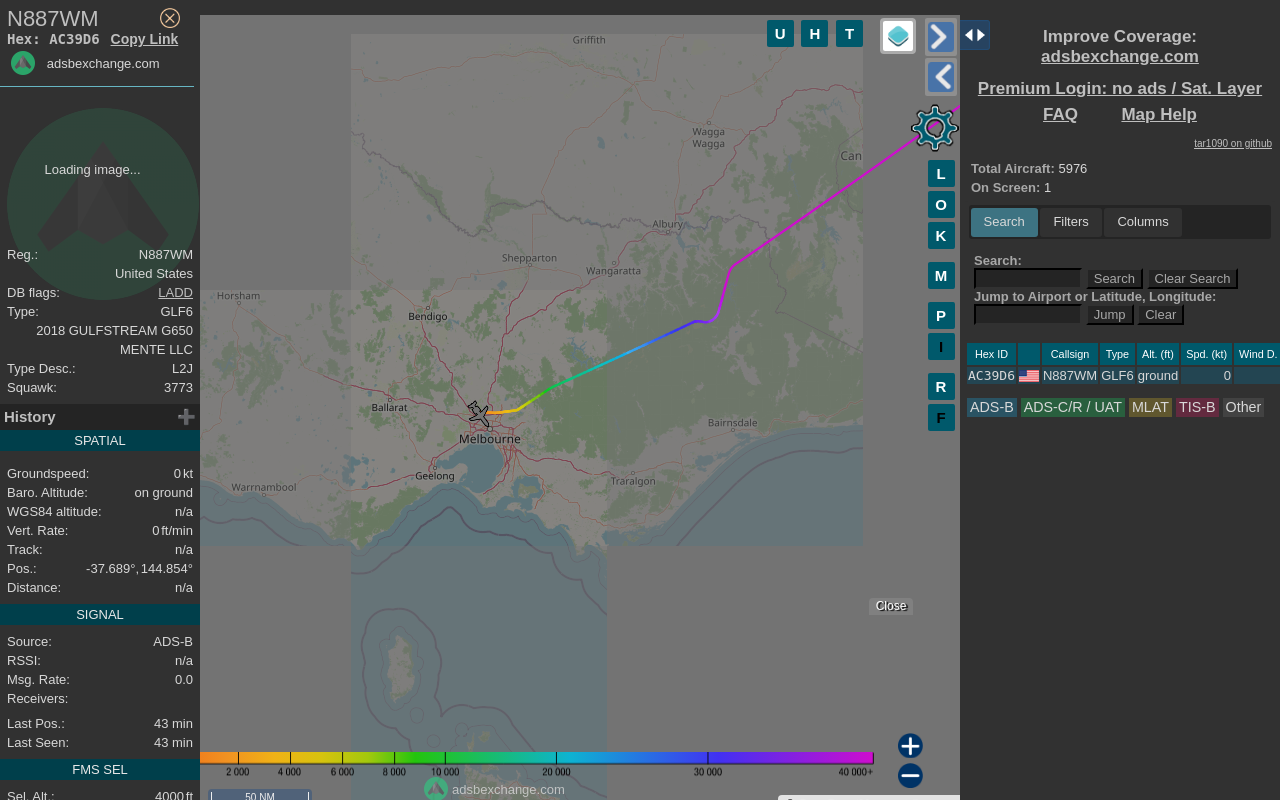 N887WM
Hex: AC39D6 Copy Link
adsbexchange.com
Loading image...
Reg.: N887WM
United States
DB flags: LADD
Type: GLF6
2018 GULFSTREAM G650
MENTE LLC
Type Desc.: L2J
Squawk: 3773
History
SPATIAL
Groundspeed: 0 kt
Baro. Altitude: on ground
WGS84 altitude: n/a
Vert. Rate: 0 ft/min
Track: n/a
Pos.: -37.689°, 144.854°
Distance: n/a
SIGNAL
Source: ADS-B
RSSI: n/a
Msg. Rate: 0.0
Receivers:
Last Pos.: 43 min
Last Seen: 43 min
FMS SEL
Sel. Alt.: 4000 ft
U H T
Griffith
Wagga
Wagga
Can
Albury
Shepparton
Wangaratta
Horsham
Bendigo
Ballarat
Melbourne
Bairnsdale
Geelong
Traralgon
Warrnambool
L
O
K
M
P
I
R
F
Close
2 000 4 000 6 000 8 000 10 000 20 000 30 000 40 000+
adsbexchange.com
50 NM
Improve Coverage:
adsbexchange.com
Premium Login: no ads / Sat. Layer
FAQ Map Help
tar1090 on github
Total Aircraft: 5976
On Screen: 1
Search Filters Columns
Search:
Search Clear Search
Jump to Airport or Latitude, Longitude:
Jump Clear
Hex ID Callsign Type Alt. (ft) Spd. (kt) Wind D.
AC39D6 N887WM GLF6 ground 0
ADS-B ADS-C/R / UAT MLAT TIS-B Other